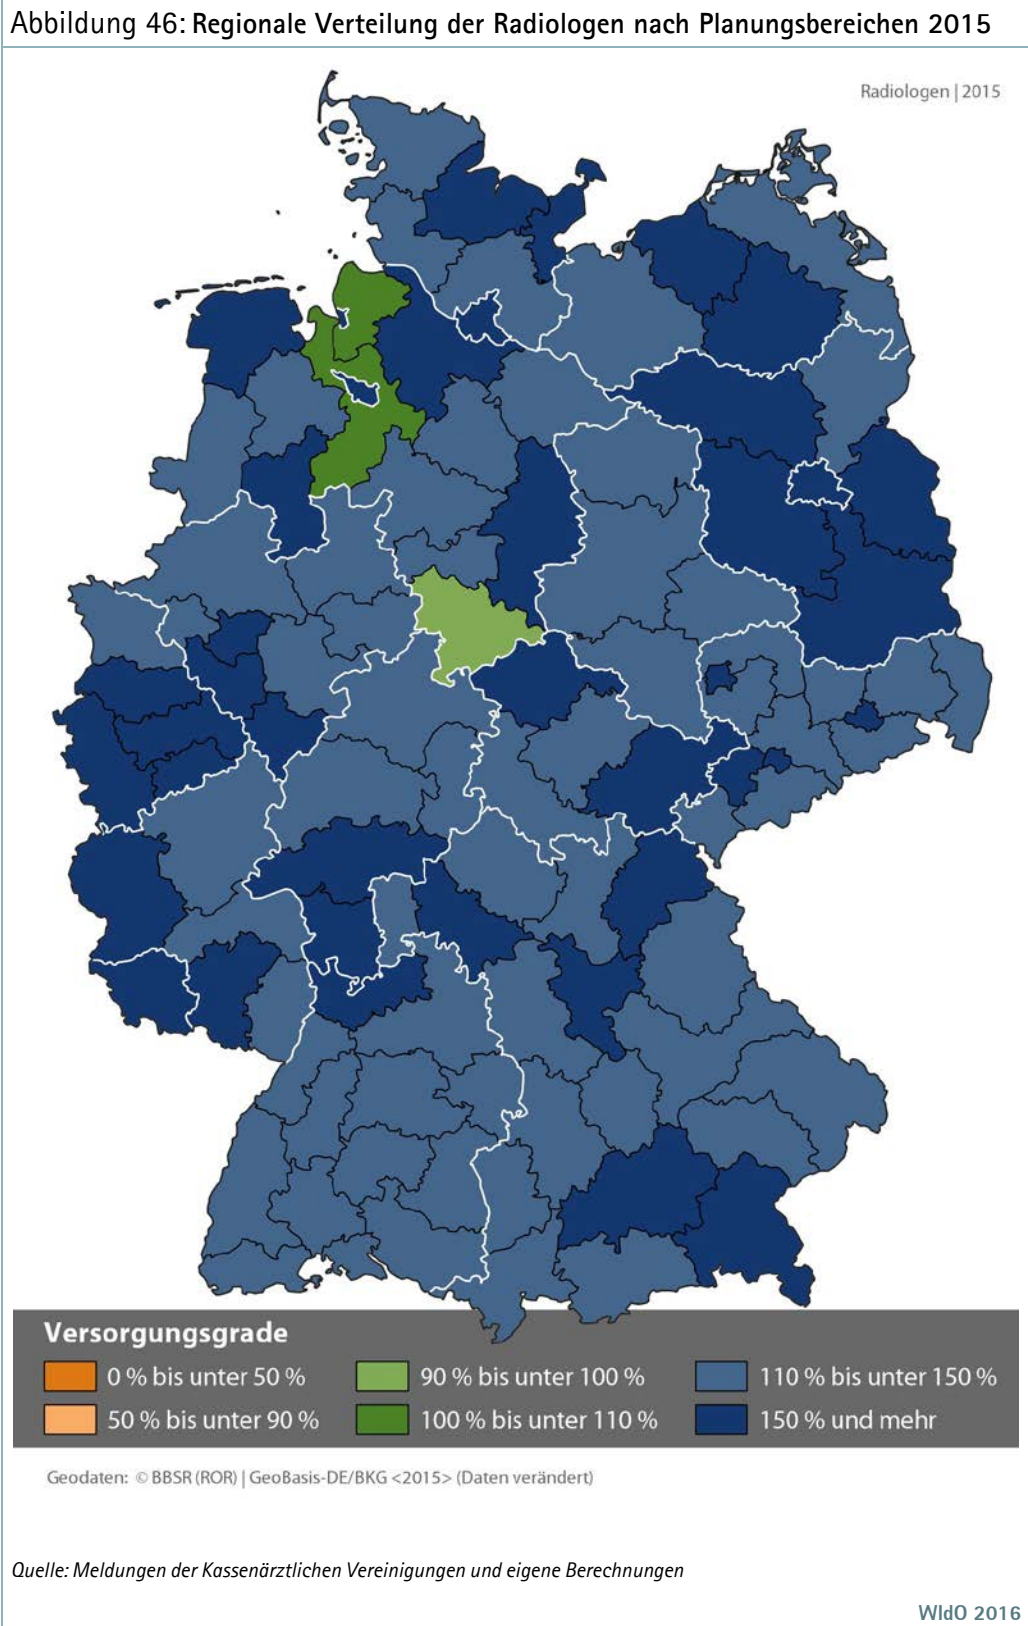 Abbildung 46: Regionale Verteilung der Radiologen nach Planungsbereichen 2015
Radiologen | 2015
Versorgungsgrade
0 % bis unter 50 %
90 % bis unter 100 %
110 % bis unter 150 %
50 % bis unter 90 %
100 % bis unter 110 %
150 % und mehr
Geodaten: © BBSR (ROR) | GeoBasis-DE/BKG <2015> (Daten verändert)
Quelle: Meldungen der Kassenärztlichen Vereinigungen und eigene Berechnungen
WIdO 2016